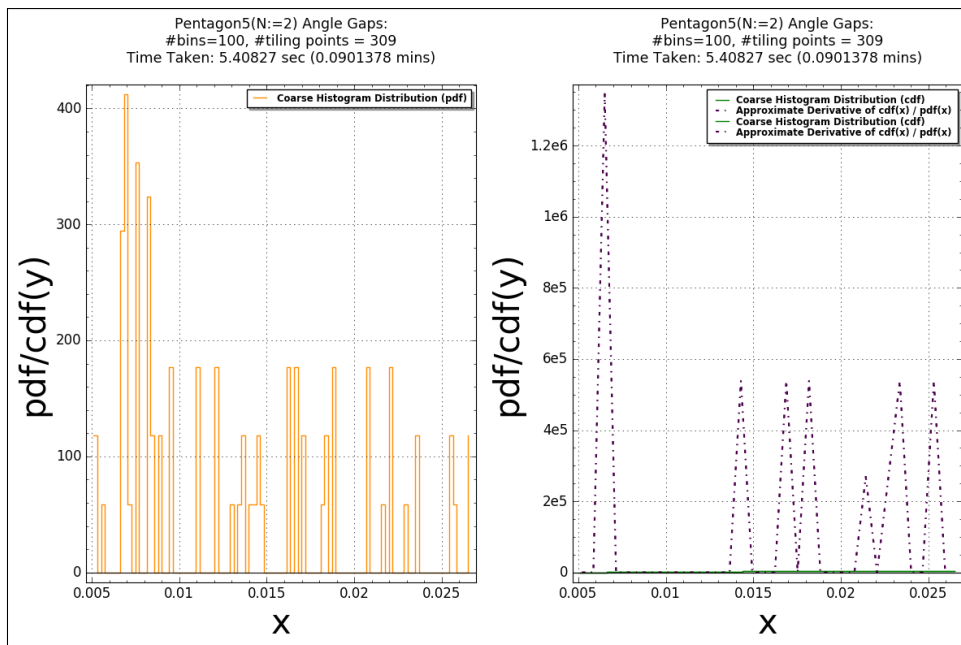 Pentagon5(N:=2) Angle Gaps:
#bins=100, #tiling points = 309
Time Taken: 5.40827 sec (0.0901378 mins)
Coarse Histogram Distribution (pdf)
400
300
200
100
0
pdf/cdf(y)
0.005
0.01
0.015
0.02
0.025
x
Pentagon5(N:=2) Angle Gaps:
#bins=100, #tiling points = 309
Time Taken: 5.40827 sec (0.0901378 mins)
Coarse Histogram Distribution (cdf)
Approximate Derivative of cdf(x) / pdf(x)
Coarse Histogram Distribution (cdf)
Approximate Derivative of cdf(x) / pdf(x)
1.2e6
1e6
8e5
6e5
4e5
2e5
0
pdf/cdf(y)
0.005
0.01
0.015
0.02
0.025
x